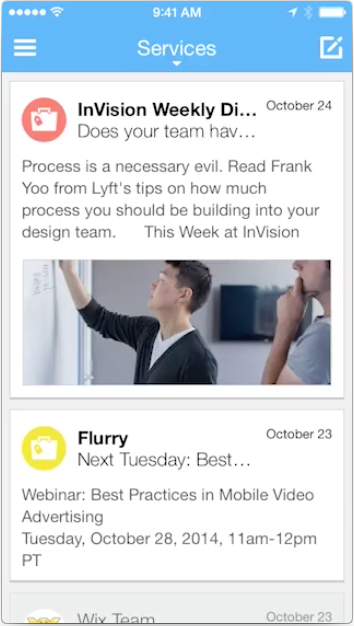 9:41 AM
Services
InVision Weekly Di... October 24
Does your team hav...
Process is a necessary evil. Read Frank
Yoo from Lyft's tips on how much
process you should be building into your
design team. This Week at InVision
Flurry October 23
Next Tuesday: Best...
Webinar: Best Practices in Mobile Video
Advertising
Tuesday, October 28, 2014, 11am-12pm
PT
Wix Team October 23